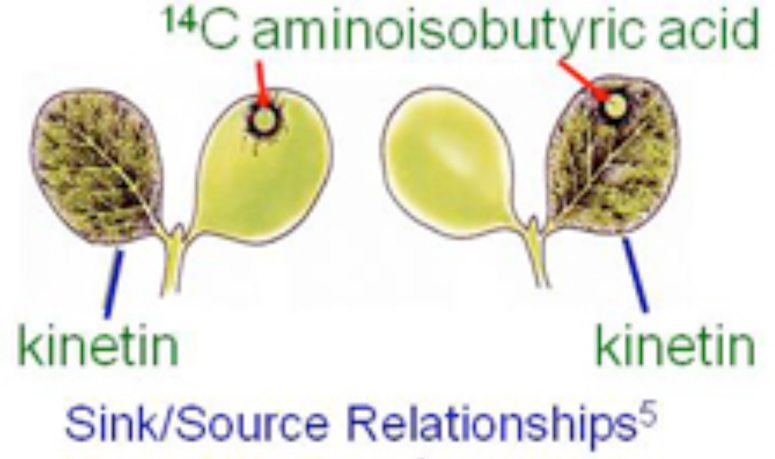 ¹⁴C aminoisobutyric acid
kinetin kinetin
Sink/Source Relationships⁵